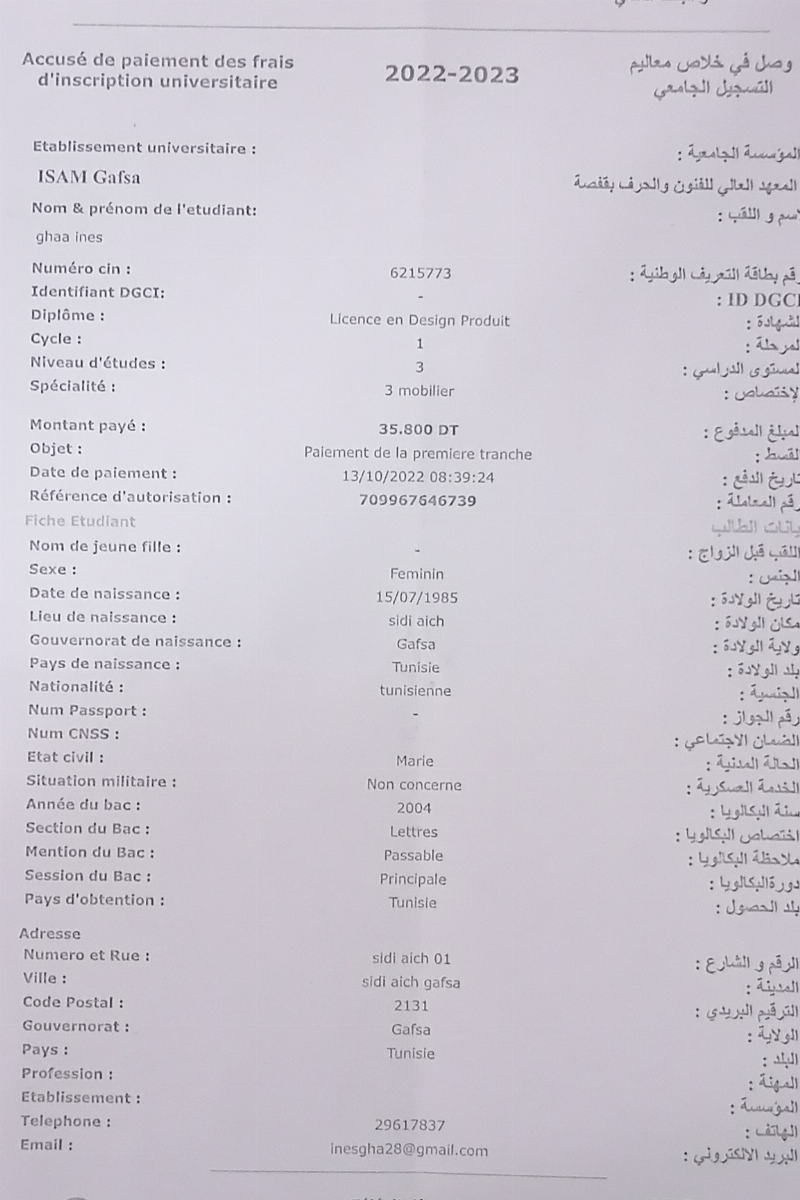 Accusé de paiement des frais d'inscription universitaire
2022-2023
وصل في خلاص معاليم التسجيل الجامعي
Etablissement universitaire : المؤسسة الجامعية :
ISAM Gafsa المعهد العالي للفنون والحرف بقفصة
Nom & prénom de l'etudiant: و اللقب :
ghaa ines
Numéro cin : 6215773 رقم بطاقة التعريف الوطنية :
Identifiant DGCI: - ID DGCI :
Diplôme : Licence en Design Produit الشهادة :
Cycle : 1 المرحلة :
Niveau d'études : 3 المستوى الدراسي :
Spécialité : 3 mobilier الإختصاص :
Montant payé : 35.800 DT المبلغ المدفوع :
Objet : Paiement de la premiere tranche القسط :
Date de paiement : 13/10/2022 08:39:24 تاريخ الدفع :
Référence d'autorisation : 709967646739 رقم المعاملة :
Fiche Etudiant بيانات الطالب
Nom de jeune fille : - اللقب قبل الزواج :
Sexe : Feminin الجنس :
Date de naissance : 15/07/1985 تاريخ الولادة :
Lieu de naissance : sidi aich مكان الولادة :
Gouvernorat de naissance : Gafsa ولاية الولادة :
Pays de naissance : Tunisie بلد الولادة :
Nationalité : tunisienne الجنسية :
Num Passport : - رقم الجواز :
Num CNSS : الضمان الاجتماعي :
Etat civil : Marie الحالة المدنية :
Situation militaire : Non concerne الخدمة العسكرية :
Année du bac : 2004 سنة البكالويا :
Section du Bac : Lettres اختصاص البكالويا :
Mention du Bac : Passable ملاحظة البكالويا :
Session du Bac : Principale دورةالبكالويا :
Pays d'obtention : Tunisie بلد الحصول :
Adresse
Numero et Rue : sidi aich 01 الرقم و الشارع :
Ville : sidi aich gafsa المدينة :
Code Postal : 2131 الترقيم البريدي :
Gouvernorat : Gafsa الولاية :
Pays : Tunisie البلد :
Profession : المهنة :
Etablissement : المؤسسة :
Telephone : 29617837 الهاتف :
Email : inesgha28@gmail.com البريد الالكتروني :